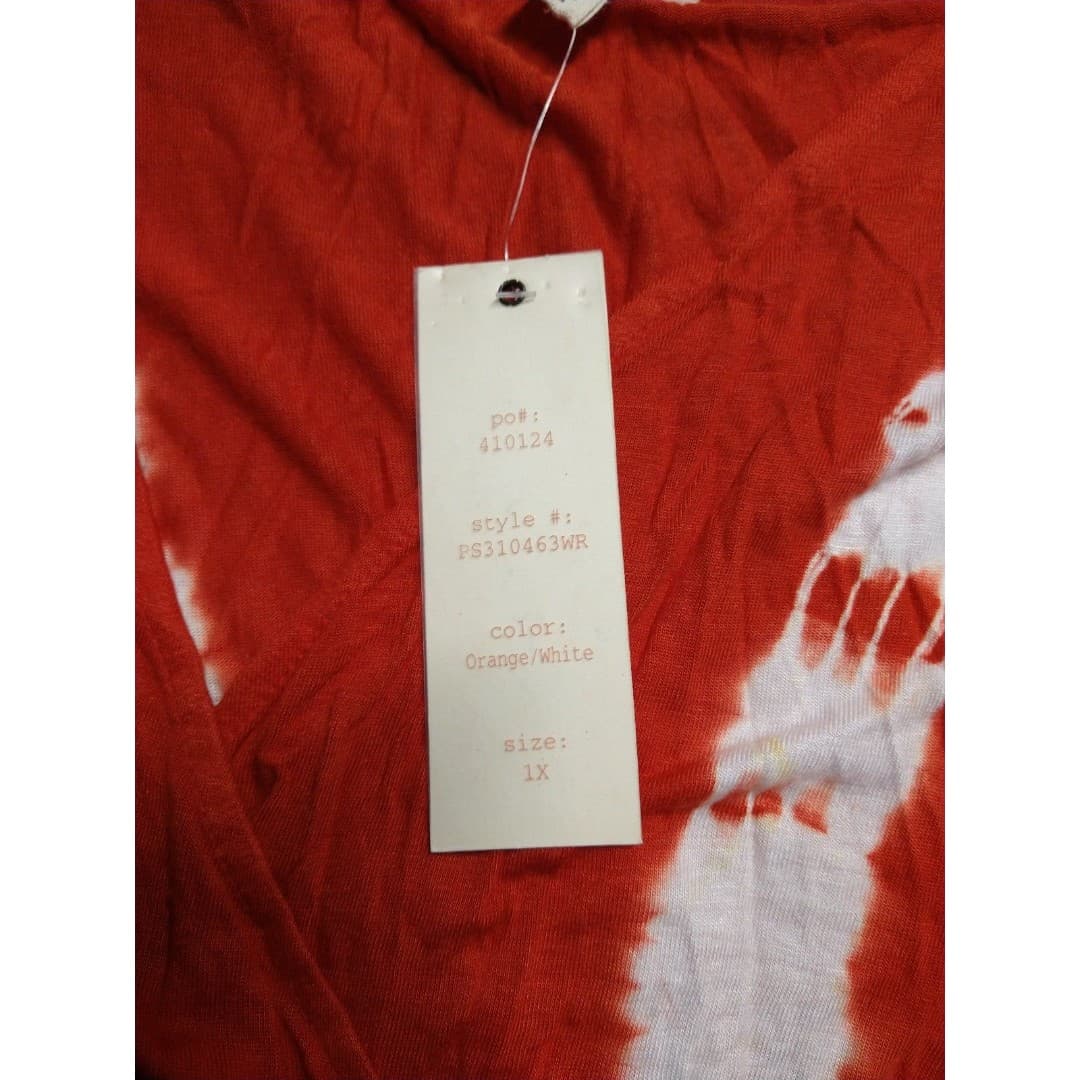 po#:
410124
style #:
PS310463WR
color:
Orange/White
size:
1X